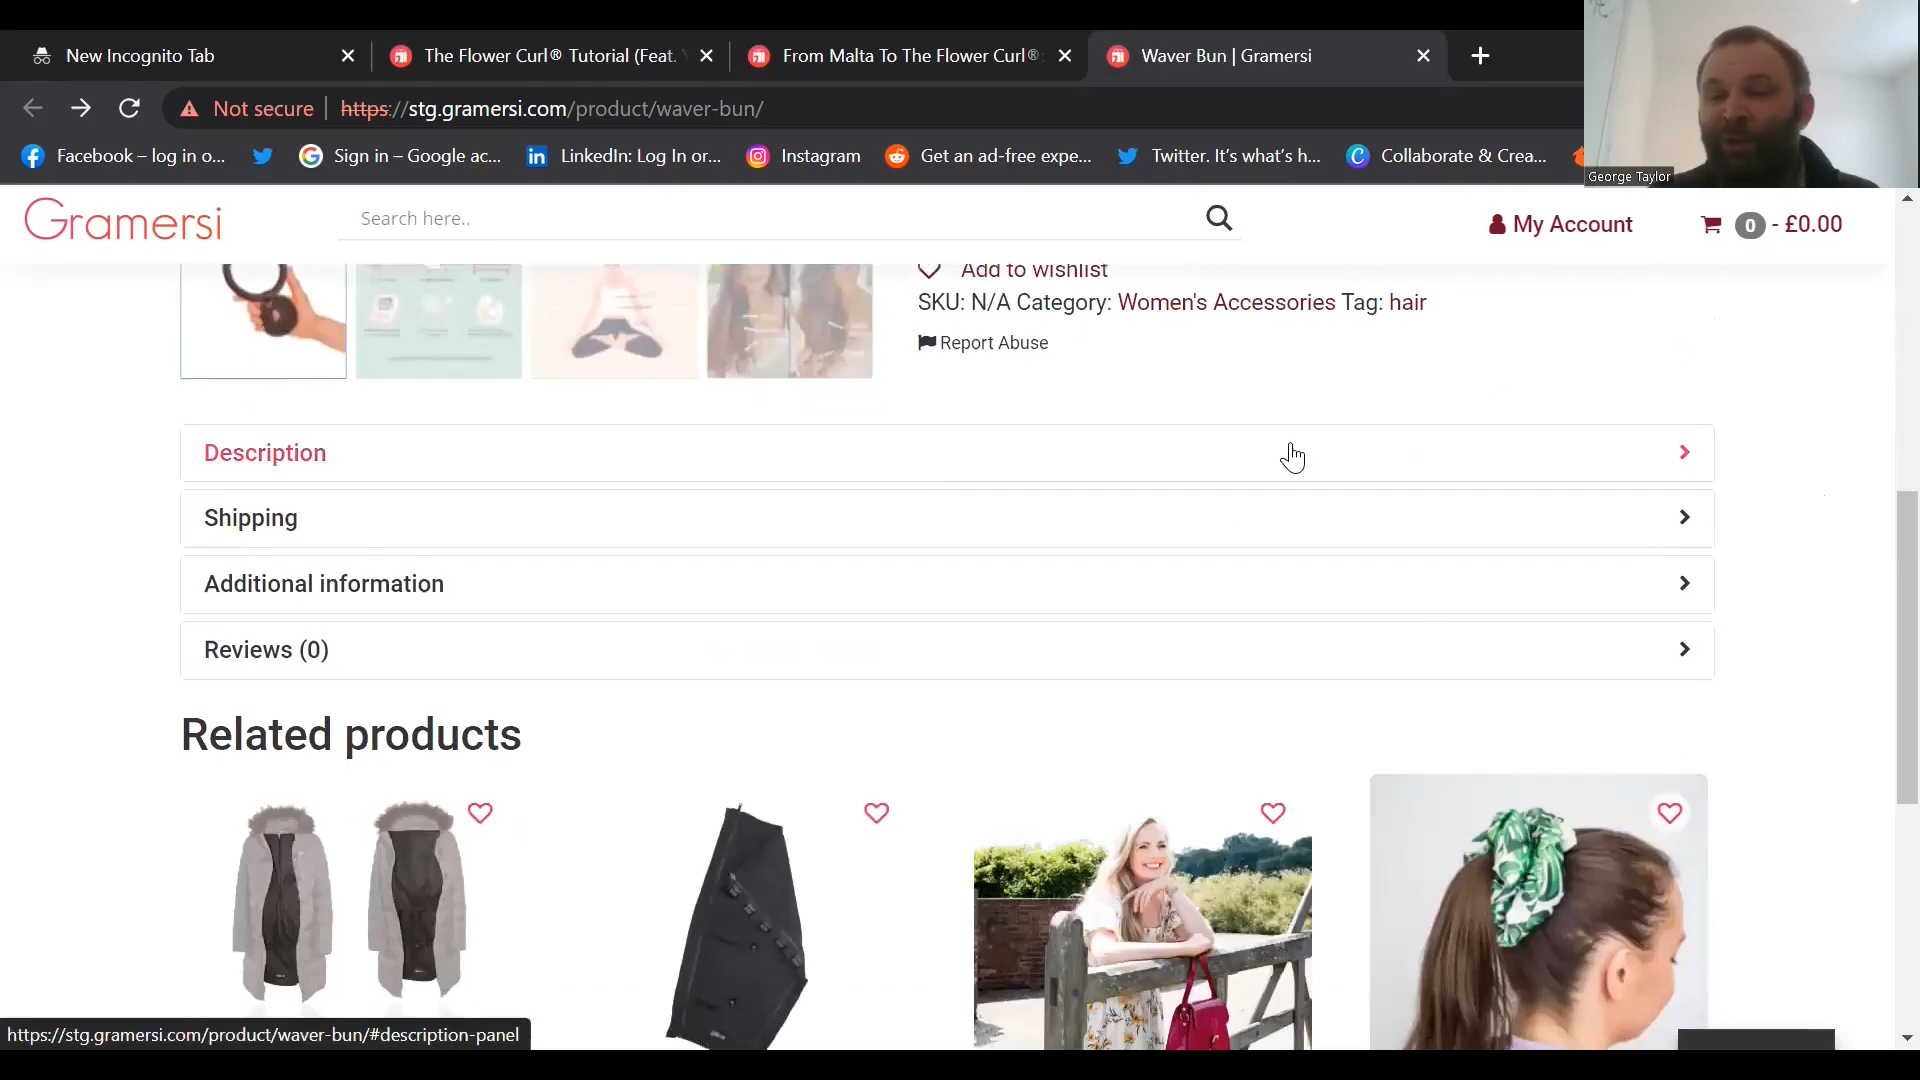 New Incognito Tab
The Flower Curl® Tutorial (Feat.
From Malta To The Flower Curl®
Waver Bun | Gramersi
Not secure
https://stg.gramersi.com/product/waver-bun/
Facebook – log in o...
Sign in – Google ac...
LinkedIn: Log In or...
Instagram
Get an ad-free expe...
Twitter. It's what's h...
Collaborate & Crea...
George Taylor
Gramersi
Search here..
My Account
0 - £0.00
Add to wishlist
SKU: N/A Category: Women's Accessories Tag: hair
Report Abuse
Description
Shipping
Additional information
Reviews (0)
Related products
https://stg.gramersi.com/product/waver-bun/#description-panel